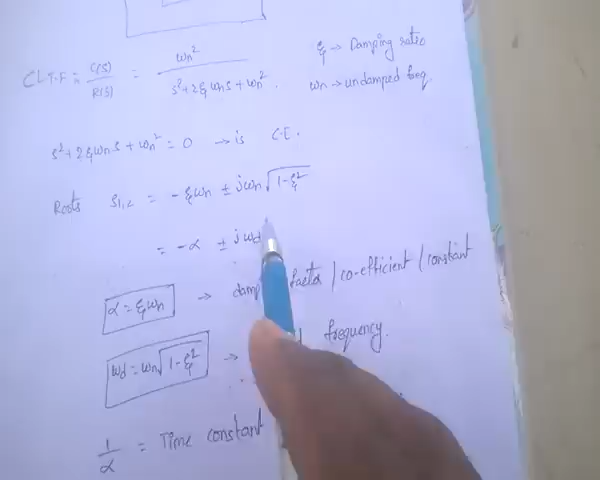 CLTF = C(S)/R(S) = ωn²/(s²+2ξωns+ωn²).
ξ → Damping ratio
ωn → undamped freq
s²+2ξωns+ωn² = 0 → is C.E.
Roots S1,2 = -ξωn ± jωn√(1-ξ²)
= -α ± jωd
α = ξωn → factor / co-efficient / constant
ωd = ωn√(1-ξ²) → frequency.
1/α = Time constant